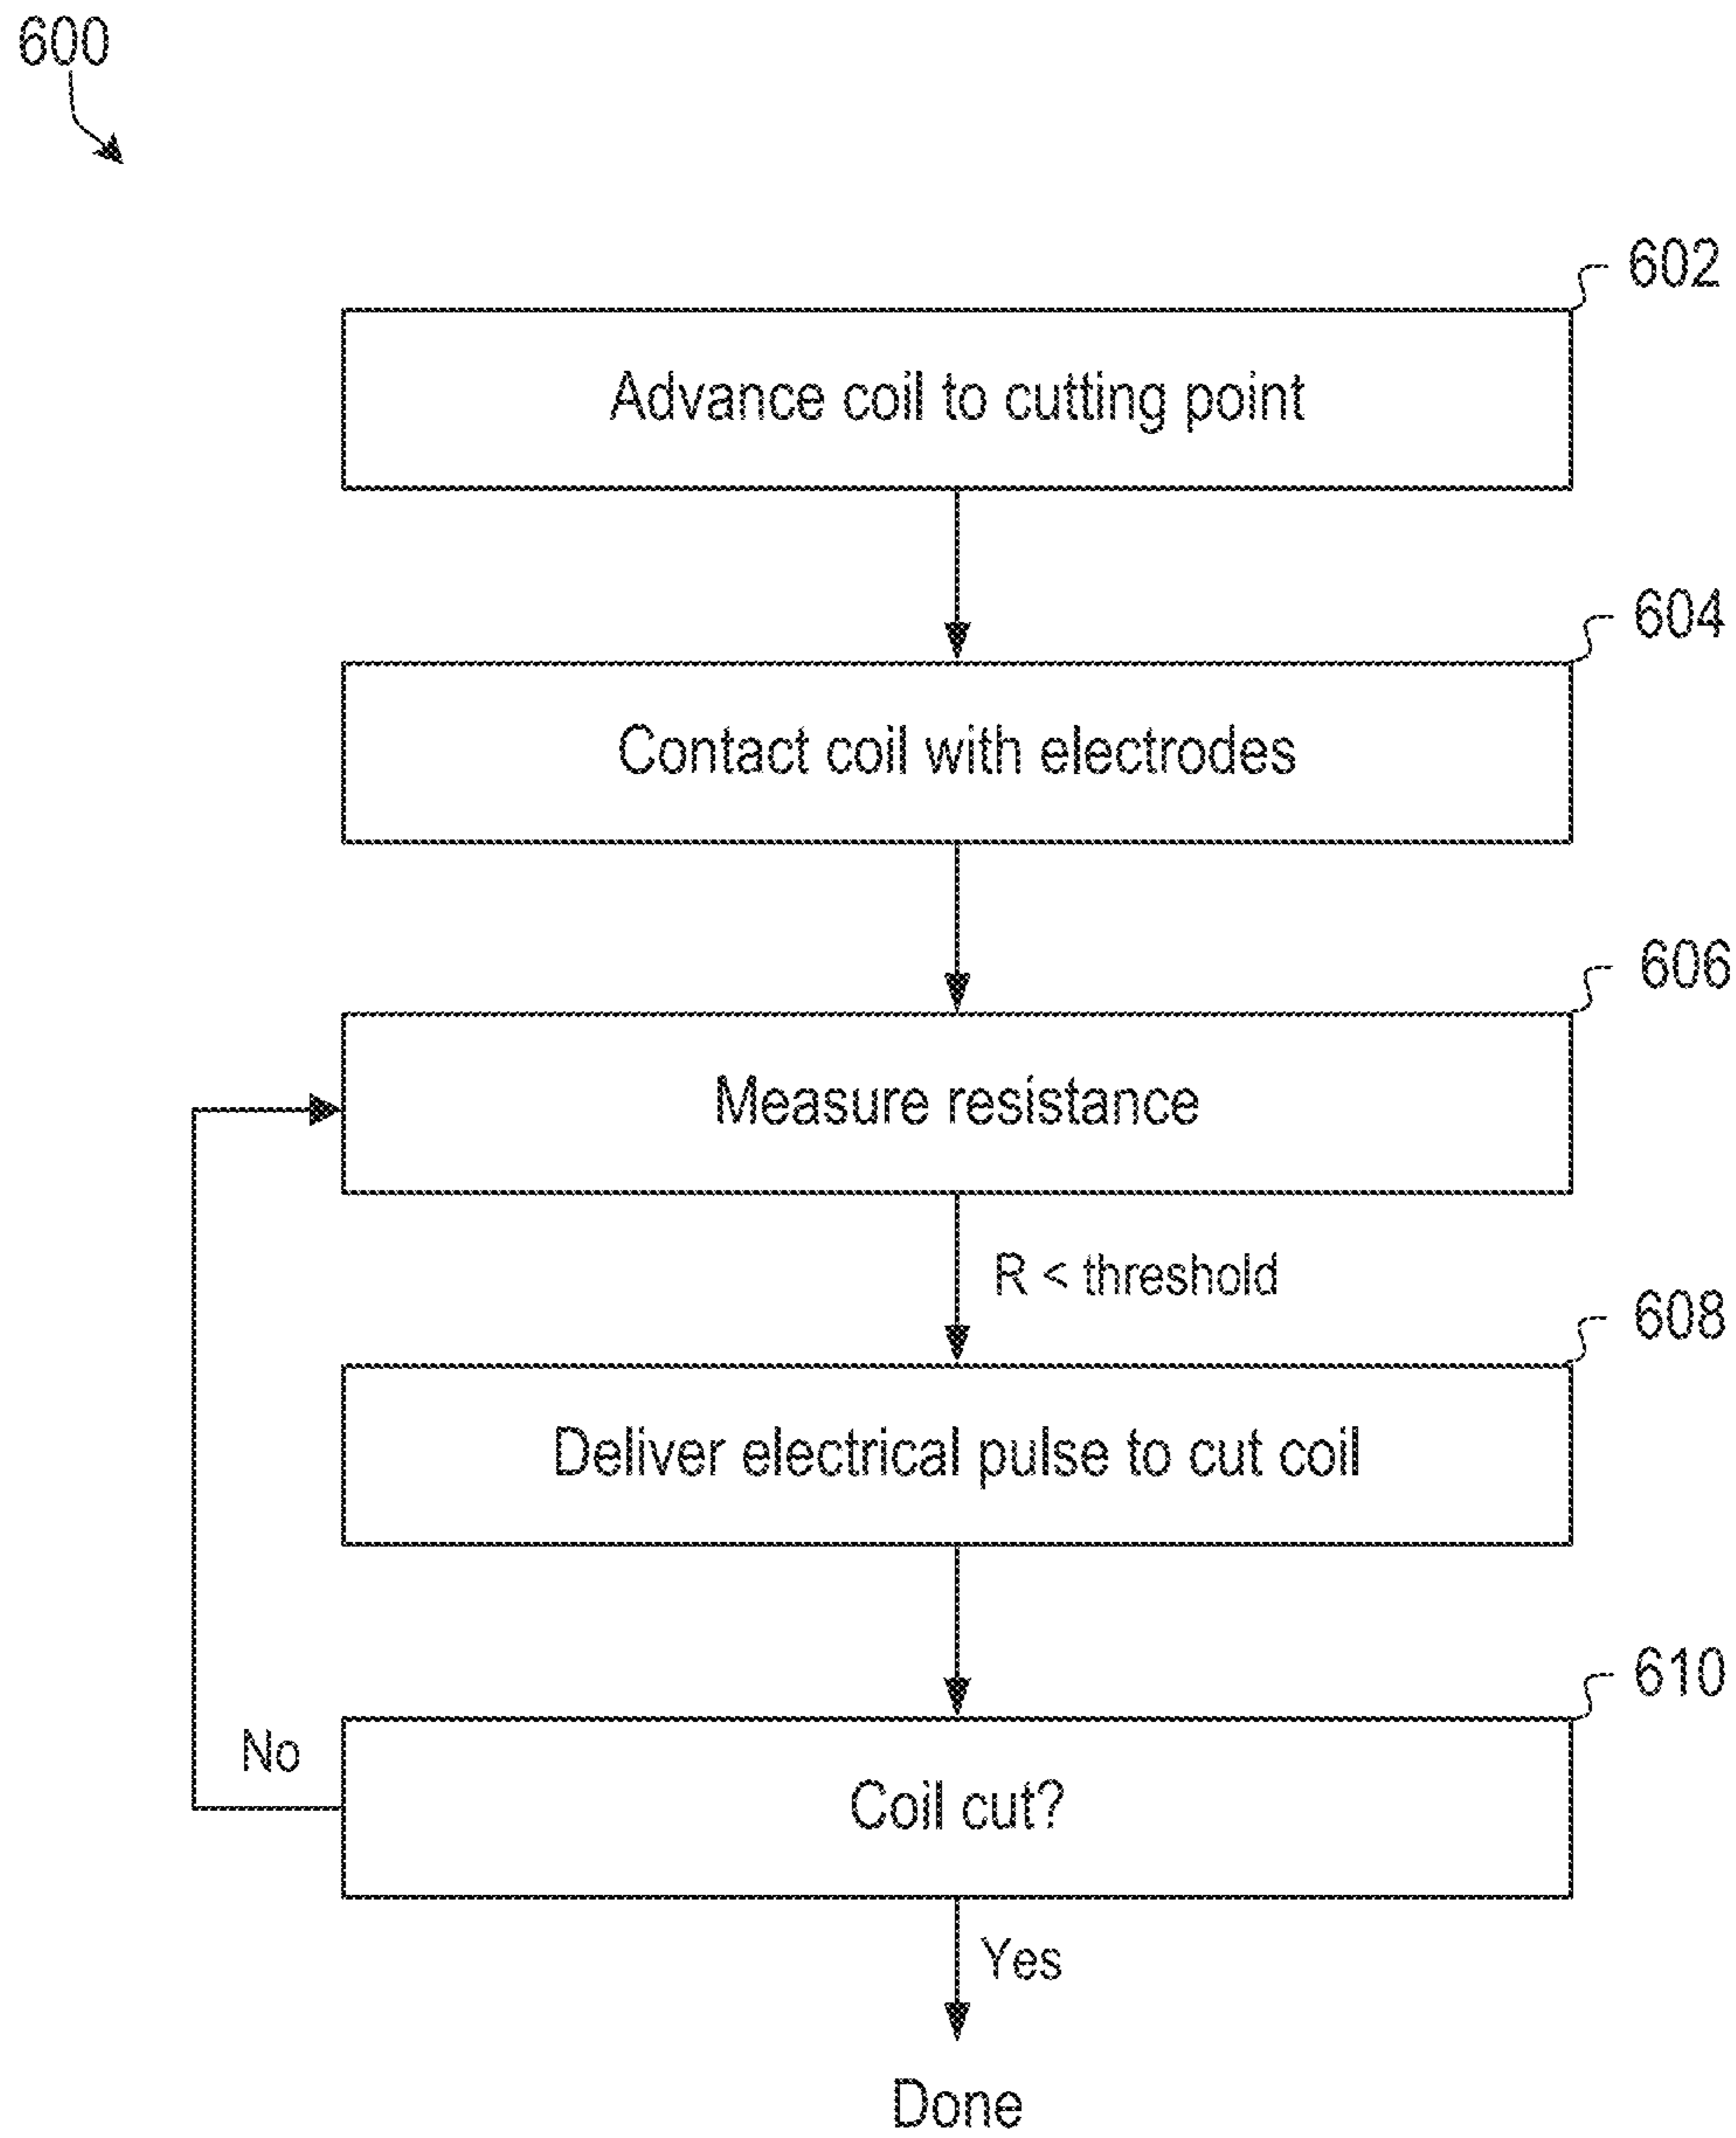 600
602
Advance coil to cutting point
604
Contact coil with electrodes
606
Measure resistance
R < threshold
608
Deliver electrical pulse to cut coil
610
No
Coil cut?
Yes
Done